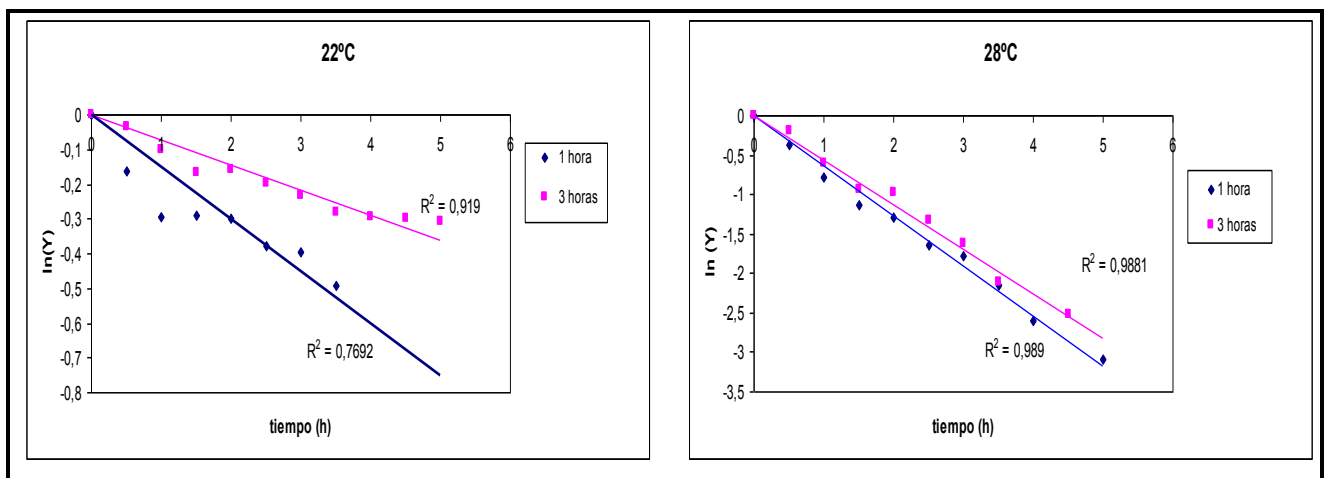 22ºC
0
-0,1
-0,2
-0,3
-0,4
-0,5
-0,6
-0,7
-0,8
0 1 2 3 4 5 6
ln(Y)
tiempo (h)
R² = 0,919
R² = 0,7692
1 hora
3 horas
28ºC
0
-0,5
-1
-1,5
-2
-2,5
-3
-3,5
0 1 2 3 4 5 6
ln (Y)
tiempo (h)
R² = 0,9881
R² = 0,989
1 hora
3 horas